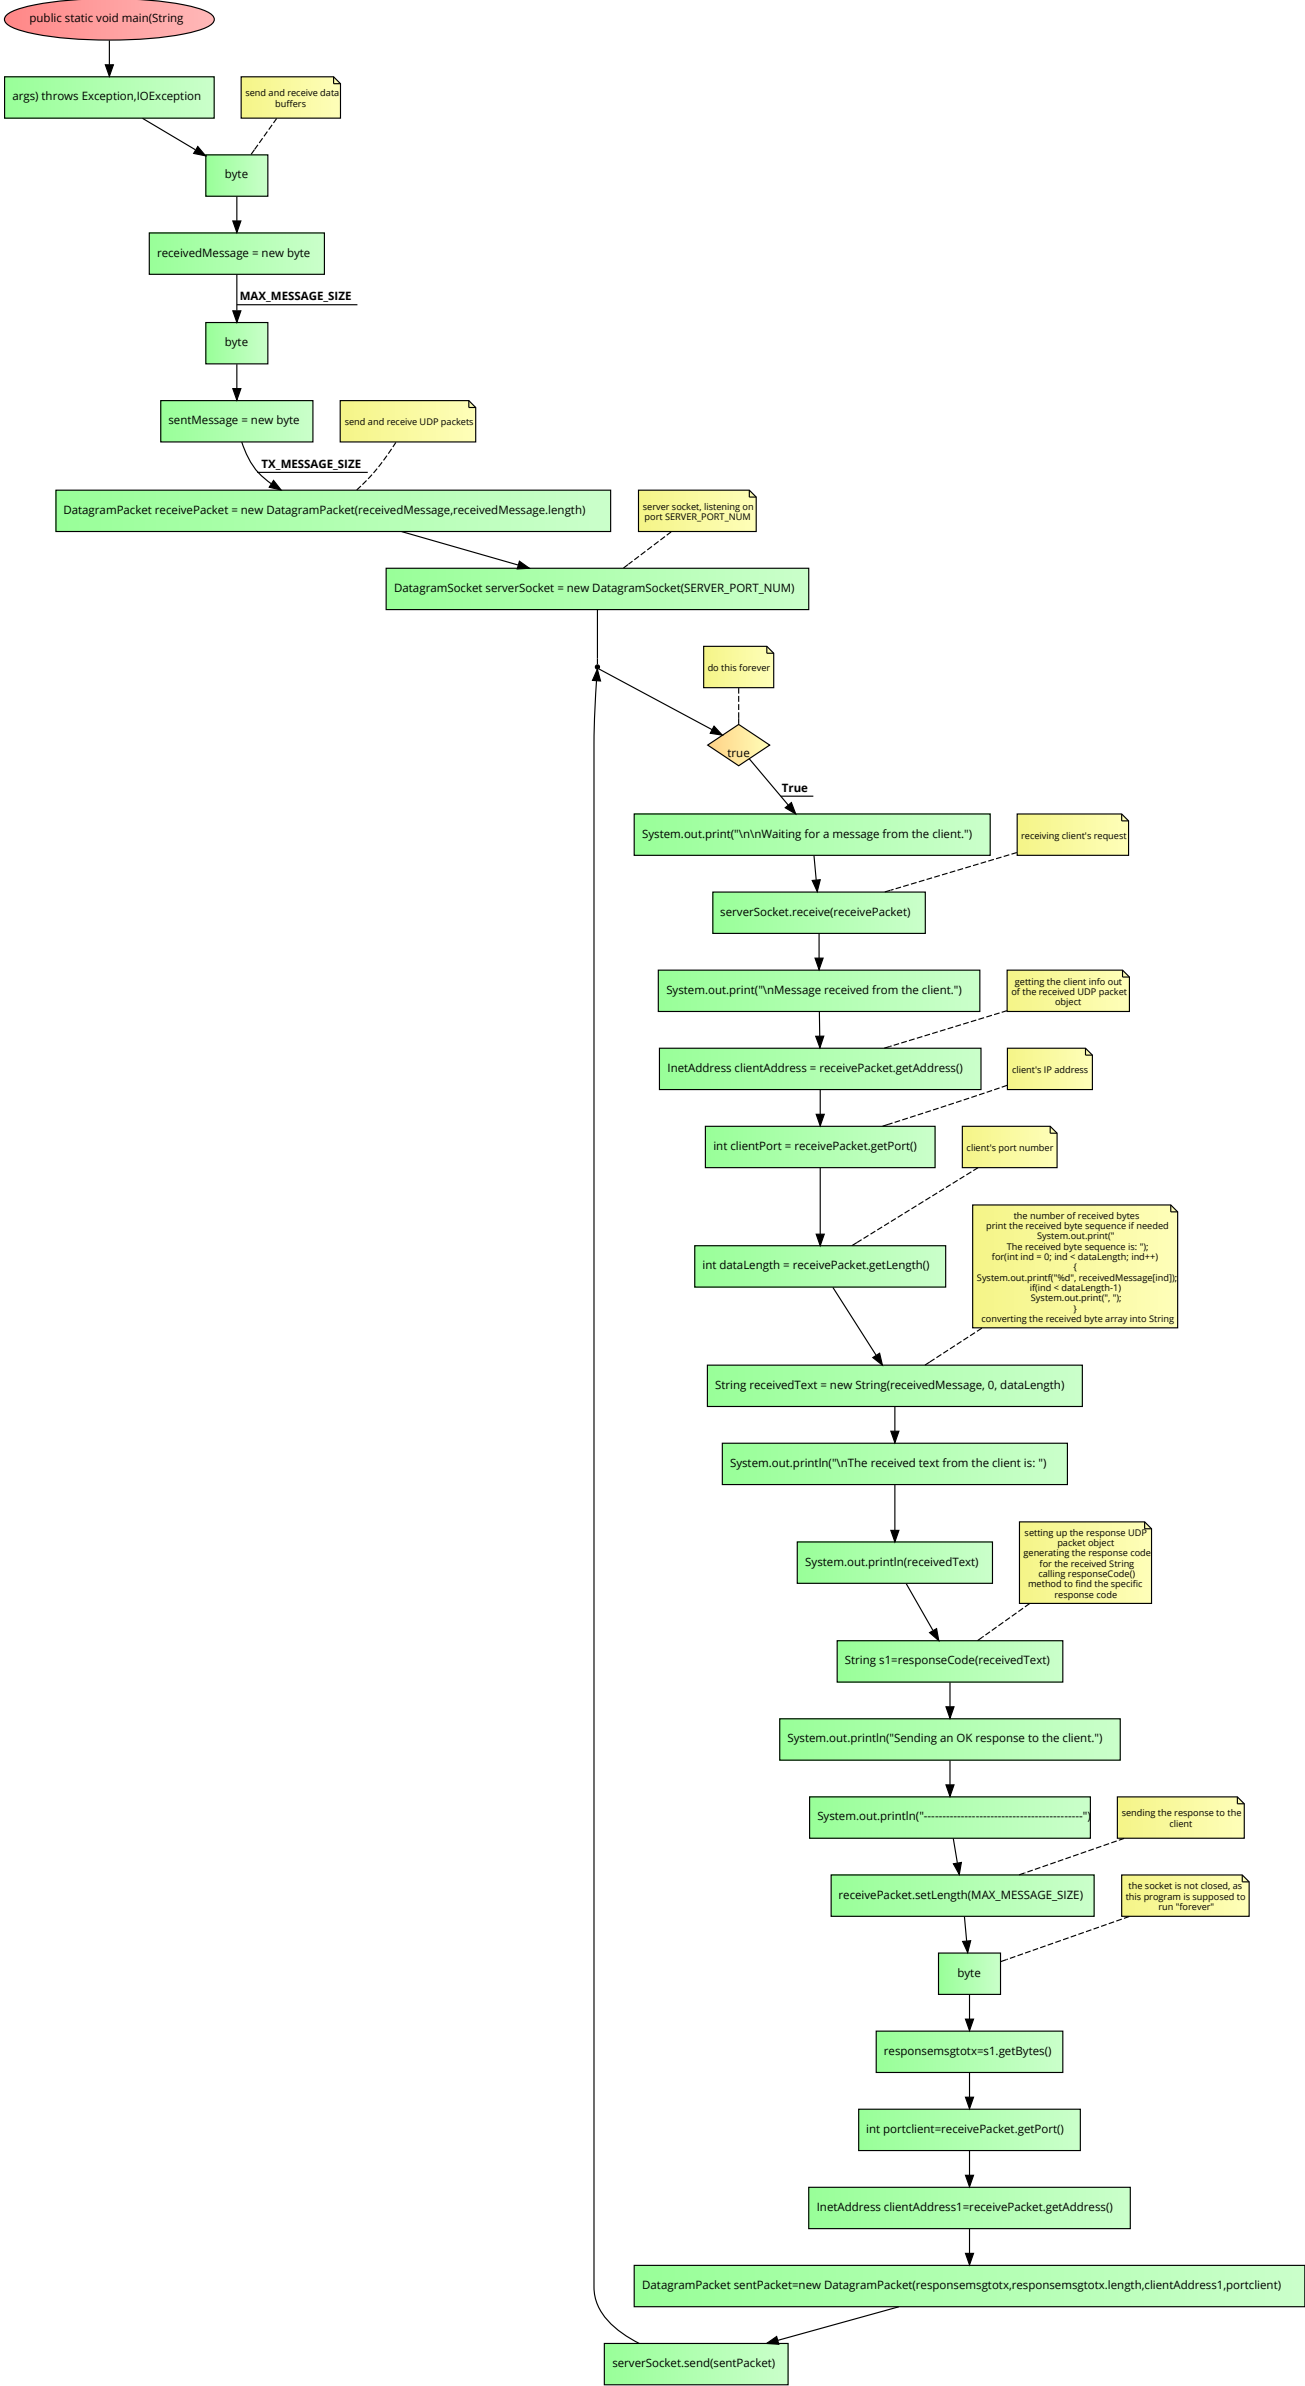 public static void main(String
args) throws Exception,IOException
send and receive data
buffers
byte
receivedMessage = new byte
MAX_MESSAGE_SIZE
byte
sentMessage = new byte
send and receive UDP packets
TX_MESSAGE_SIZE
DatagramPacket receivePacket = new DatagramPacket(receivedMessage,receivedMessage.length)
server socket, listening on
port SERVER_PORT_NUM
DatagramSocket serverSocket = new DatagramSocket(SERVER_PORT_NUM)
do this forever
true
True
System.out.print("\n\nWaiting for a message from the client.")
receiving client's request
serverSocket.receive(receivePacket)
System.out.print("\nMessage received from the client.")
getting the client info out
of the received UDP packet
object
InetAddress clientAddress = receivePacket.getAddress()
client's IP address
int clientPort = receivePacket.getPort()
client's port number
int dataLength = receivePacket.getLength()
the number of received bytes
print the received byte sequence if needed
System.out.print("
The received byte sequence is: ");
for(int ind = 0; ind < dataLength; ind++)
{
System.out.printf("%d", receivedMessage[ind]);
if(ind < dataLength-1)
System.out.print(", ");
}
converting the received byte array into String
String receivedText = new String(receivedMessage, 0, dataLength)
System.out.println("\nThe received text from the client is: ")
System.out.println(receivedText)
setting up the response UDP
packet object
generating the response code
for the received String
calling responseCode()
method to find the specific
response code
String s1=responseCode(receivedText)
System.out.println("Sending an OK response to the client.")
System.out.println("-------------------------------------------")
sending the response to the
client
receivePacket.setLength(MAX_MESSAGE_SIZE)
the socket is not closed, as
this program is supposed to
run "forever"
byte
responsemsgtotx=s1.getBytes()
int portclient=receivePacket.getPort()
InetAddress clientAddress1=receivePacket.getAddress()
DatagramPacket sentPacket=new DatagramPacket(responsemsgtotx,responsemsgtotx.length,clientAddress1,portclient)
serverSocket.send(sentPacket)